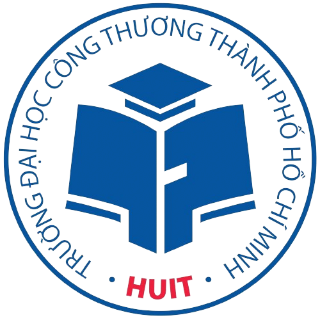 TRƯỜNG ĐẠI HỌC CÔNG THƯƠNG THÀNH PHỐ HỒ CHÍ MINH
HUIT